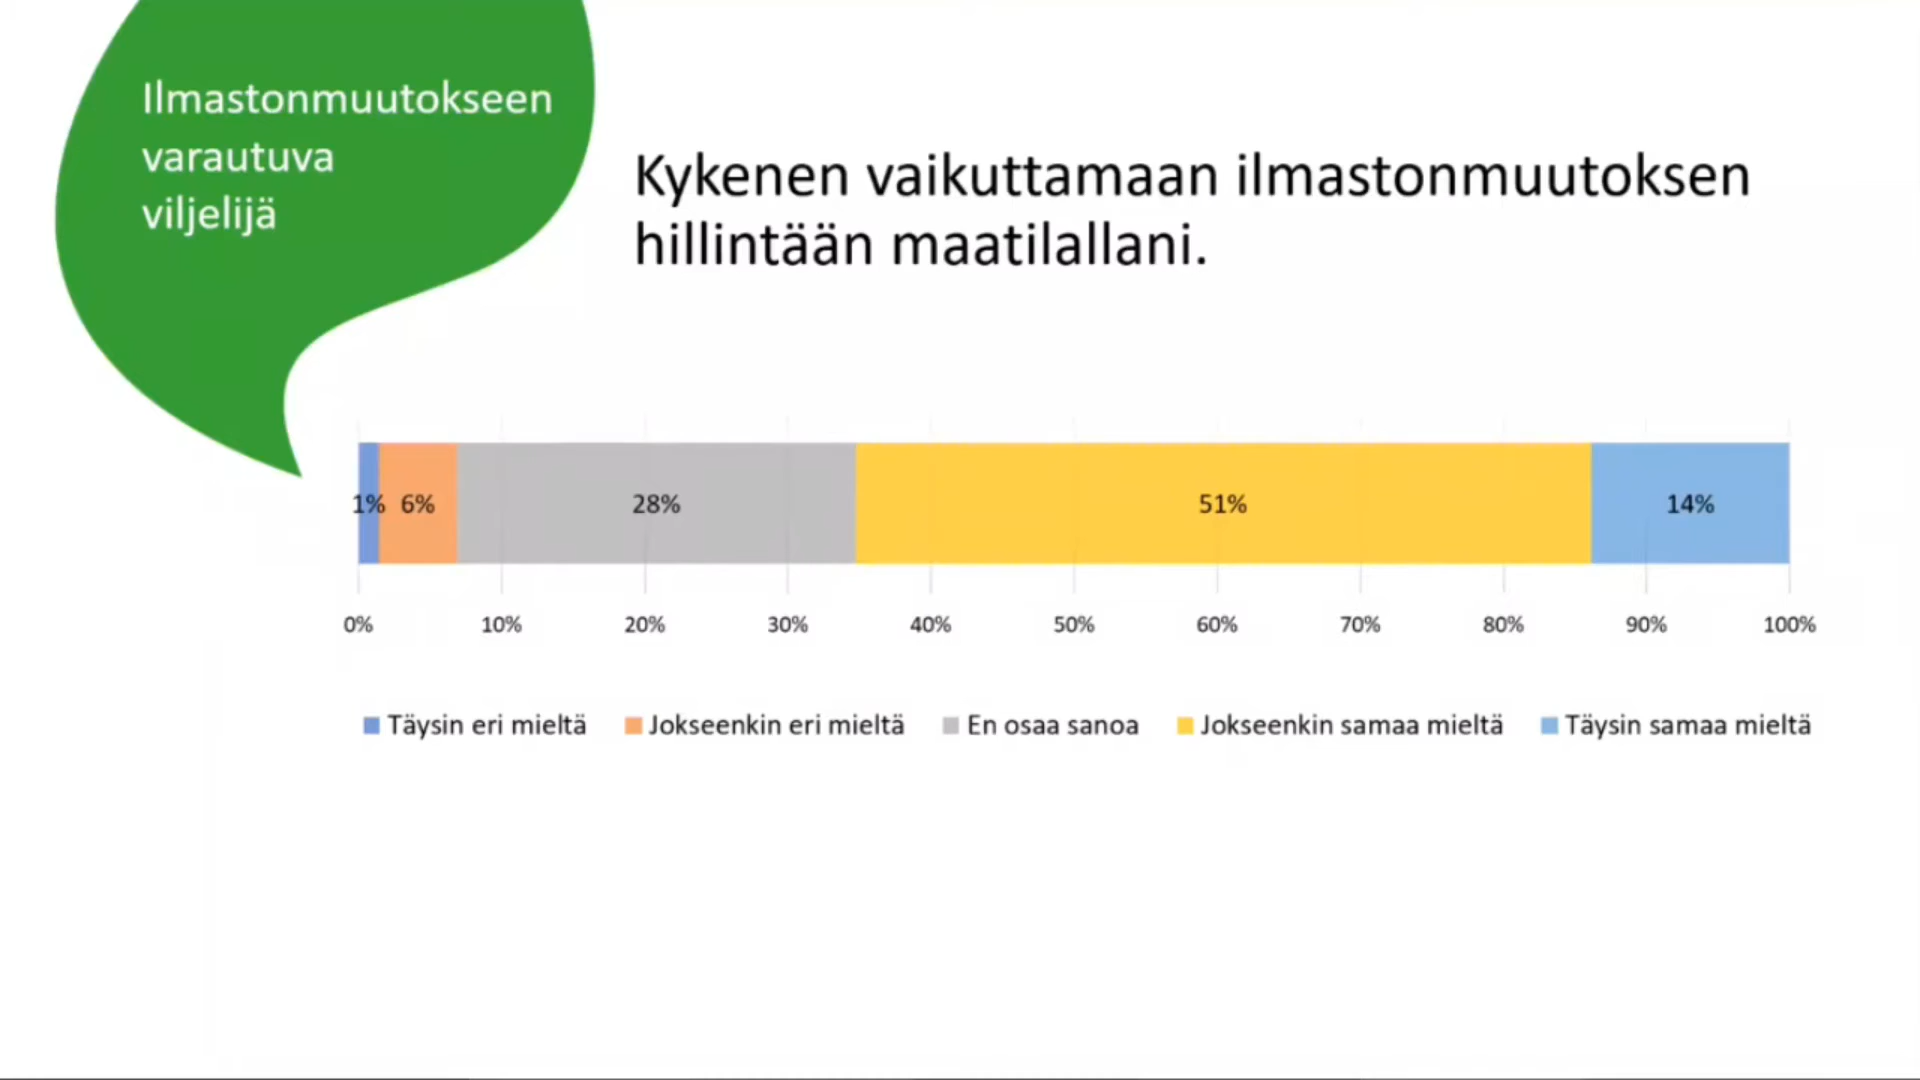 Ilmastonmuutokseen
varautuva
viljelijä
Kykenen vaikuttamaan ilmastonmuutoksen
hillintään maatilallani.
1% 6% 28% 51% 14%
0% 10% 20% 30% 40% 50% 60% 70% 80% 90% 100%
Täysin eri mieltä Jokseenkin eri mieltä En osaa sanoa Jokseenkin samaa mieltä Täysin samaa mieltä